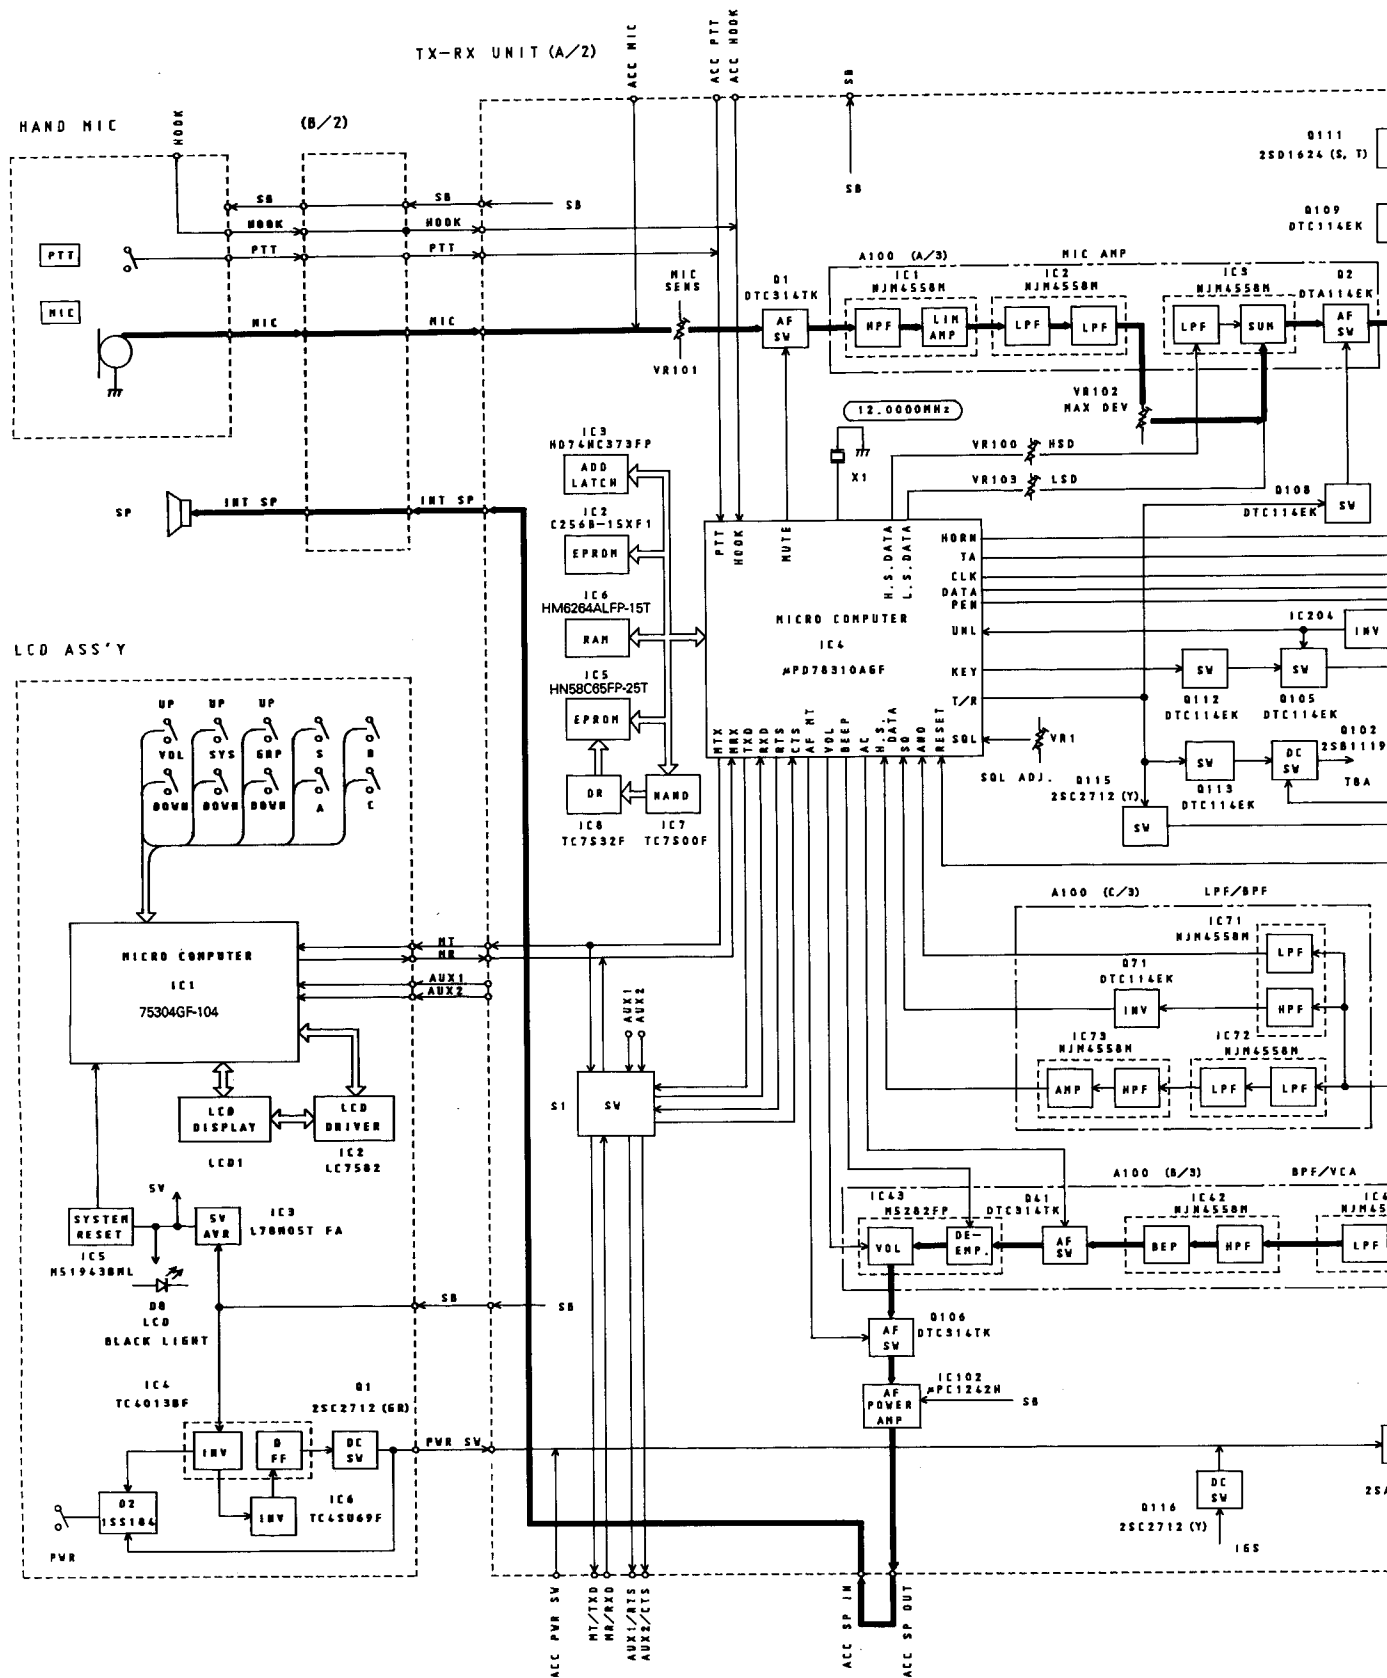 TX-RX UNIT (A/2)
ACC MIC
ACC PTT
ACC HOOK
SB
HAND MIC
HOOK
(B/2)
Q111
2SD1624 (S, T)
SB
SB
SB
SB
HOOK
HOOK
PTT
PTT
Q109
DTC114EK
PTT
MIC
MIC
MIC
MIC
SENS
VR101
Q1
DTC314TK
AF
SW
A100 (A/3)
MIC AMP
IC1
NJM4558M
HPF
LIM
AMP
IC2
NJM4558M
LPF
LPF
IC3
NJM4558M
LPF
SUM
Q2
DTA114EK
AF
SW
VR102
MAX DEV
12.0000MHz
X1
VR100
HSD
VR103
LSD
Q108
DTC114EK
SW
IC3
HD74HC373FP
ADD
LATCH
IC2
C256B-15XF1
EPROM
IC6
HM6264ALFP-15T
RAM
IC5
HN58C65FP-25T
EPROM
OR
NAND
IC8
TC7S32F
IC7
TC7S00F
SP
INT SP
INT SP
PTT
HOOK
MUTE
H.S.DATA
L.S.DATA
HORN
TA
CLK
DATA
PEN
UNL
KEY
T/R
SQL
MICRO COMPUTER
IC4
μPD78310AGF
MTX
MRX
TXD
RXD
RTS
CTS
AF MT
VOL
BEEP
AC
H.S.
DATA
SQ
AND
RESET
IC204
INV
SW
SW
Q112
DTC114EK
Q105
DTC114EK
VR1
SQL ADJ.
SW
DC
SW
Q102
2SB1119
T8A
Q113
DTC114EK
Q115
2SC2712 (Y)
SW
LCD ASS'Y
UP
UP
UP
VOL
SYS
GRP
S
B
DOWN
DOWN
DOWN
A
C
MICRO COMPUTER
IC1
75304GF-104
MT
MR
AUX1
AUX2
LCD
DISPLAY
LCD1
LCD
DRIVER
IC2
LC7582
AUX1
AUX2
S1
SW
A100 (C/3)
LPF/BPF
IC71
NJM4558M
LPF
HPF
Q71
DTC114EK
INV
IC73
NJM4558M
AMP
HPF
IC72
NJM4558M
LPF
LPF
5V
SYSTEM
RESET
IC5
M51943BML
5V
AVR
IC3
L78M05T FA
D8
LCD
BLACK LIGHT
SB
SB
A100 (B/3)
BPF/VCA
IC43
M5282FP
VOL
DE-
EMP.
Q41
DTC314TK
AF
SW
IC42
NJM4558M
BEP
HPF
IC4
NJM45
LPF
Q106
DTC314TK
AF
SW
IC102
μPC1242H
AF
POWER
AMP
SB
IC4
TC4013BF
INV
D
FF
Q1
2SC2712 (GR)
DC
SW
PWR SW
INV
IC6
TC4SU69F
D2
1SS184
PWR
DC
SW
Q116
2SC2712 (Y)
IGS
2SA
ACC PWR SW
MT/TXD
MR/RXD
AUX1/RTS
AUX2/CTS
ACC SP IN
ACC SP OUT